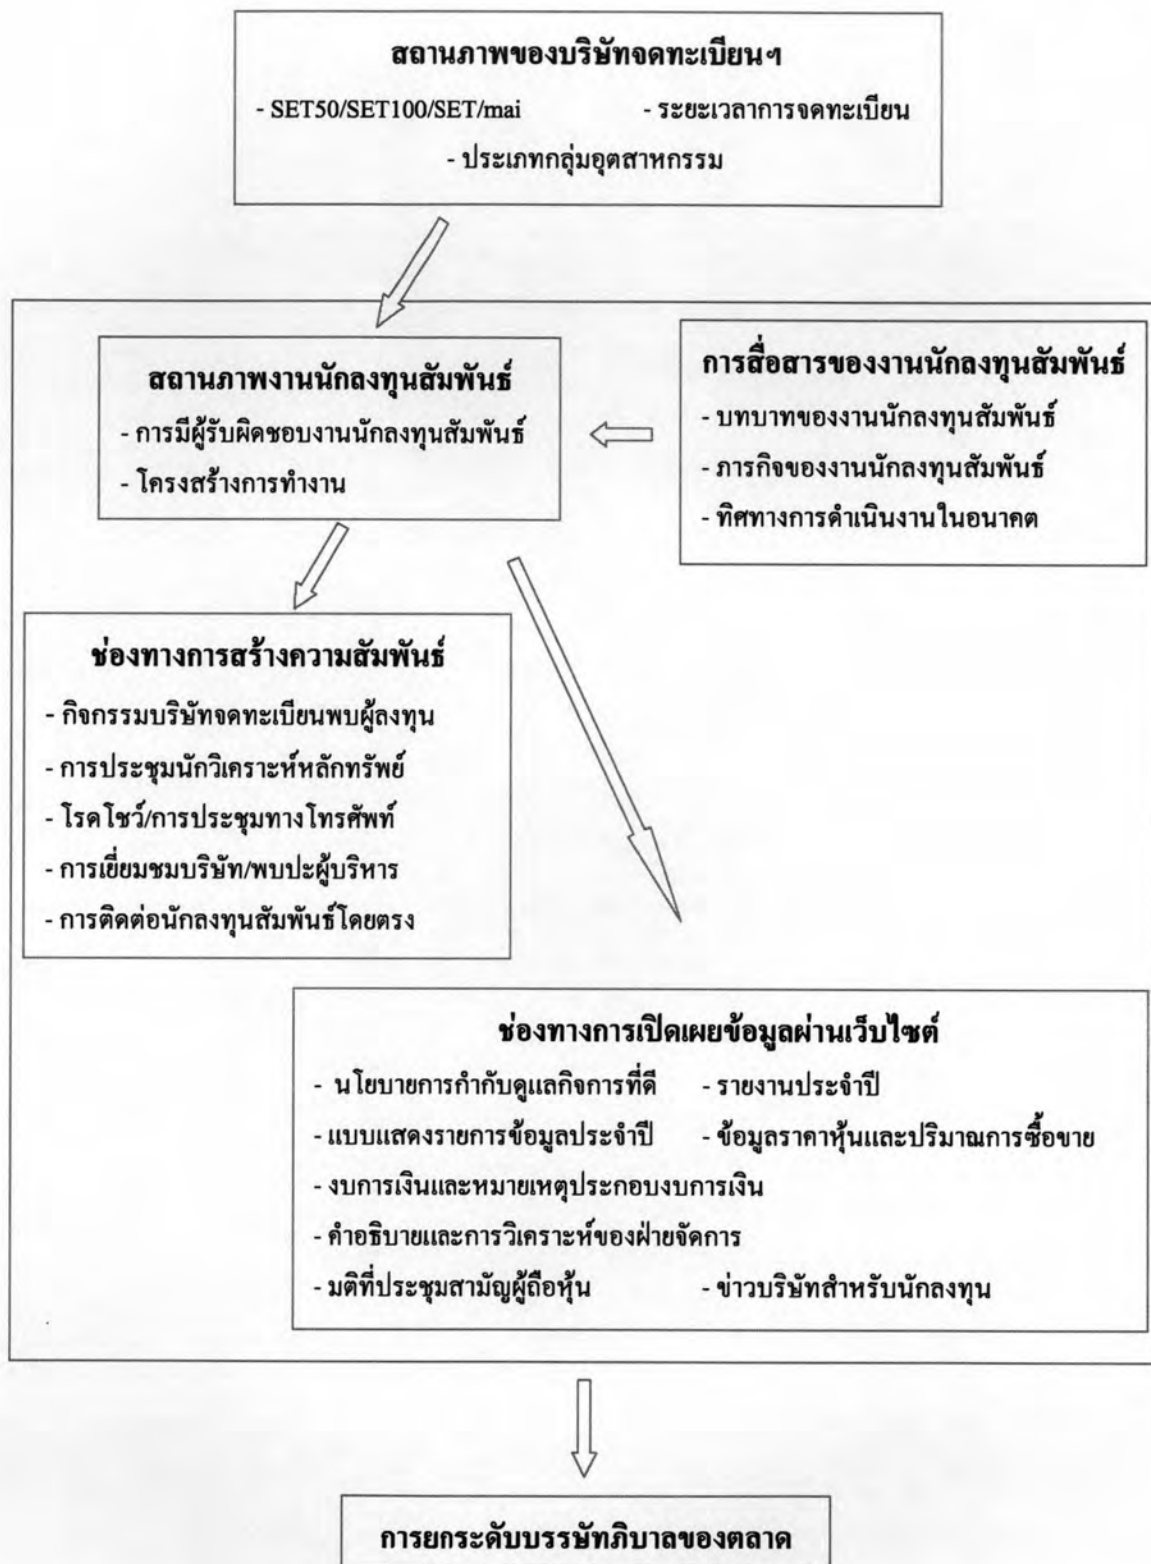 สถานภาพของบริษัทจดทะเบียนฯ
- SET50/SET100/SET/mai - ระยะเวลาการจดทะเบียน
- ประเภทกลุ่มอุตสาหกรรม
สถานภาพงานนักลงทุนสัมพันธ์
- การมีผู้รับผิดชอบงานนักลงทุนสัมพันธ์
- โครงสร้างการทำงาน
การสื่อสารของงานนักลงทุนสัมพันธ์
- บทบาทของงานนักลงทุนสัมพันธ์
- ภารกิจของงานนักลงทุนสัมพันธ์
- ทิศทางการดำเนินงานในอนาคต
ช่องทางการสร้างความสัมพันธ์
- กิจกรรมบริษัทจดทะเบียนพบผู้ลงทุน
- การประชุมนักวิเคราะห์หลักทรัพย์
- โรดโชว์/การประชุมทางโทรศัพท์
- การเยี่ยมชมบริษัท/พบปะผู้บริหาร
- การติดต่อนักลงทุนสัมพันธ์โดยตรง
ช่องทางการเปิดเผยข้อมูลผ่านเว็บไซต์
- นโยบายการกำกับดูแลกิจการที่ดี - รายงานประจำปี
- แบบแสดงรายการข้อมูลประจำปี - ข้อมูลราคาหุ้นและปริมาณการซื้อขาย
- งบการเงินและหมายเหตุประกอบงบการเงิน
- คำอธิบายและการวิเคราะห์ของฝ่ายจัดการ
- มติที่ประชุมสามัญผู้ถือหุ้น - ข่าวบริษัทสำหรับนักลงทุน
การยกระดับบรรษัทภิบาลของตลาด